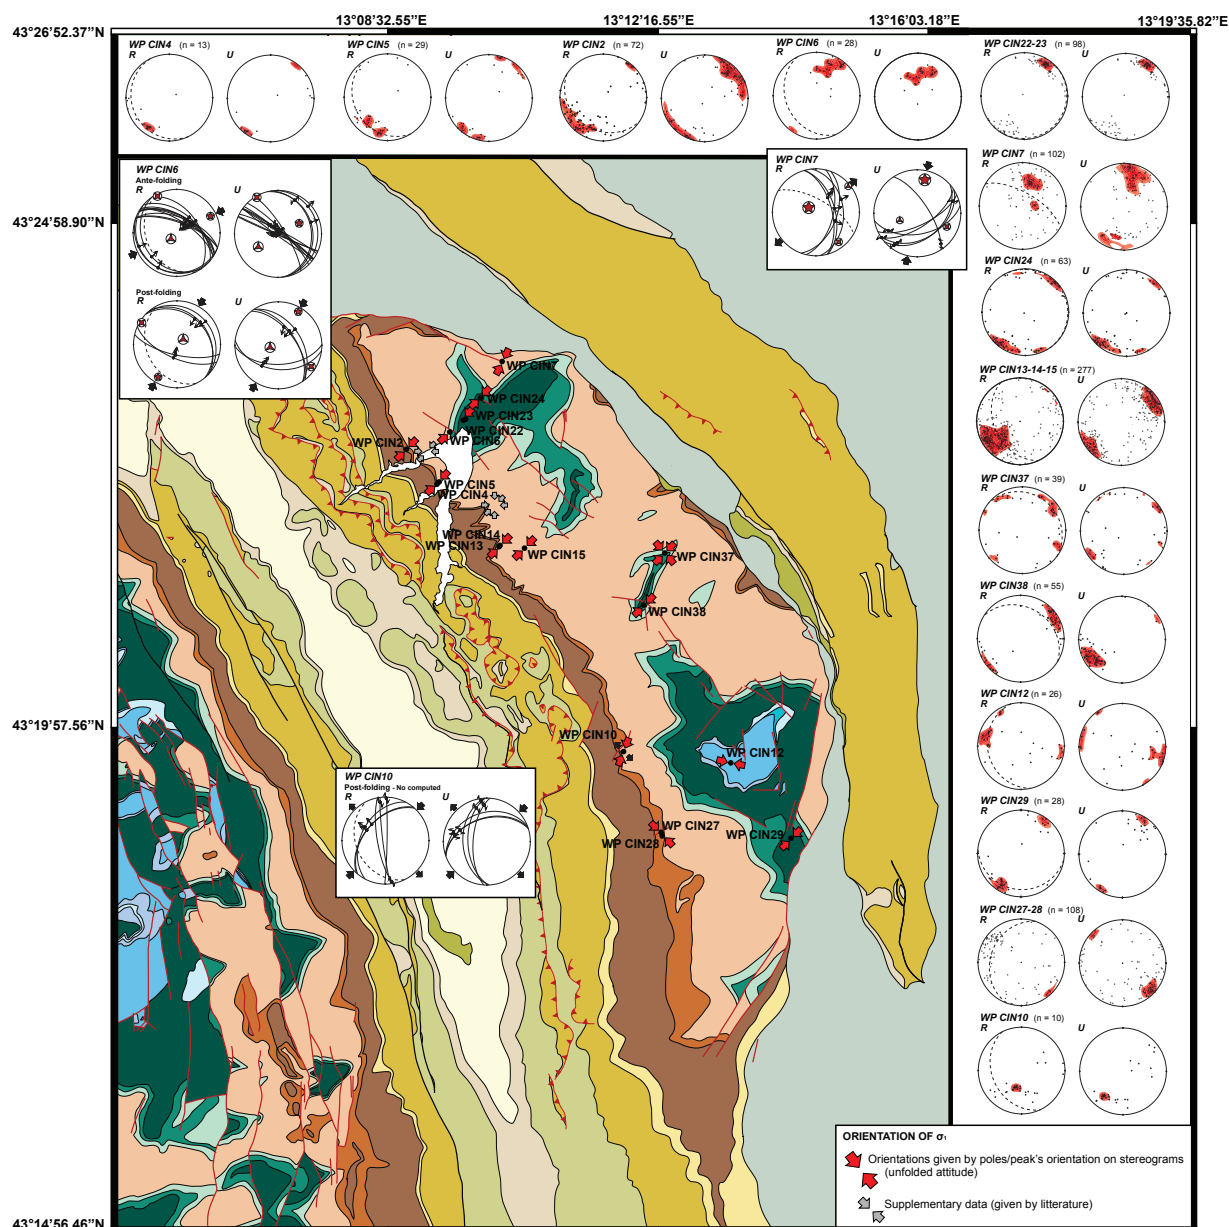 13°08'32.55"E
13°12'16.55"E
13°16'03.18"E
13°19'35.82"E
43°26'52.37"N
43°24'58.90"N
43°19'57.56"N
43°14'56.46"N
WP CIN4 (n = 13)
R U
WP CIN5 (n = 29)
R U
WP CIN2 (n = 72)
R U
WP CIN6 (n = 28)
R U
WP CIN22-23 (n = 98)
R U
WP CIN7 (n = 102)
R U
WP CIN24 (n = 63)
R U
WP CIN13-14-15 (n = 277)
R U
WP CIN37 (n = 39)
R U
WP CIN38 (n = 55)
R U
WP CIN12 (n = 26)
R U
WP CIN29 (n = 28)
R U
WP CIN27-28 (n = 108)
R U
WP CIN10 (n = 10)
R U
WP CIN6
Ante-folding
R U
Post-folding
R U
WP CIN7
R U
WP CIN7
WP CIN24
WP CIN23
WP CIN22
WP CIN6
WP CIN2
WP CIN5
WP CIN4
WP CIN14
WP CIN13
WP CIN15
WP CIN37
WP CIN38
WP CIN10
WP CIN12
WP CIN27
WP CIN28
WP CIN29
WP CIN10
Post-folding - No computed
R U
ORIENTATION OF σ₁
Orientations given by poles/peak's orientation on stereograms
(unfolded attitude)
Supplementary data (given by litterature)